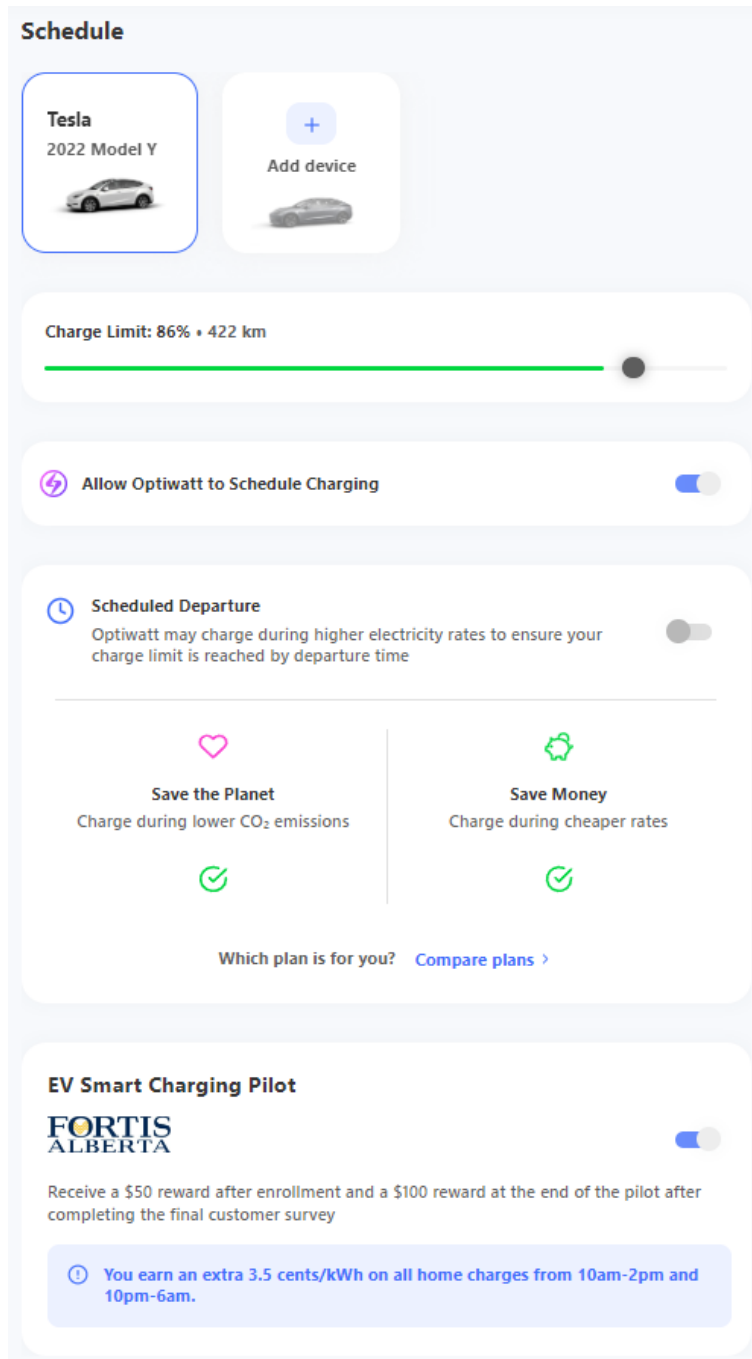 Schedule
Tesla
2022 Model Y
+
Add device
Charge Limit: 86% • 422 km
Allow Optiwatt to Schedule Charging
Scheduled Departure
Optiwatt may charge during higher electricity rates to ensure your
charge limit is reached by departure time
Save the Planet
Charge during lower CO₂ emissions
Save Money
Charge during cheaper rates
Which plan is for you? Compare plans >
EV Smart Charging Pilot
FORTIS
ALBERTA
Receive a $50 reward after enrollment and a $100 reward at the end of the pilot after
completing the final customer survey
You earn an extra 3.5 cents/kWh on all home charges from 10am-2pm and
10pm-6am.